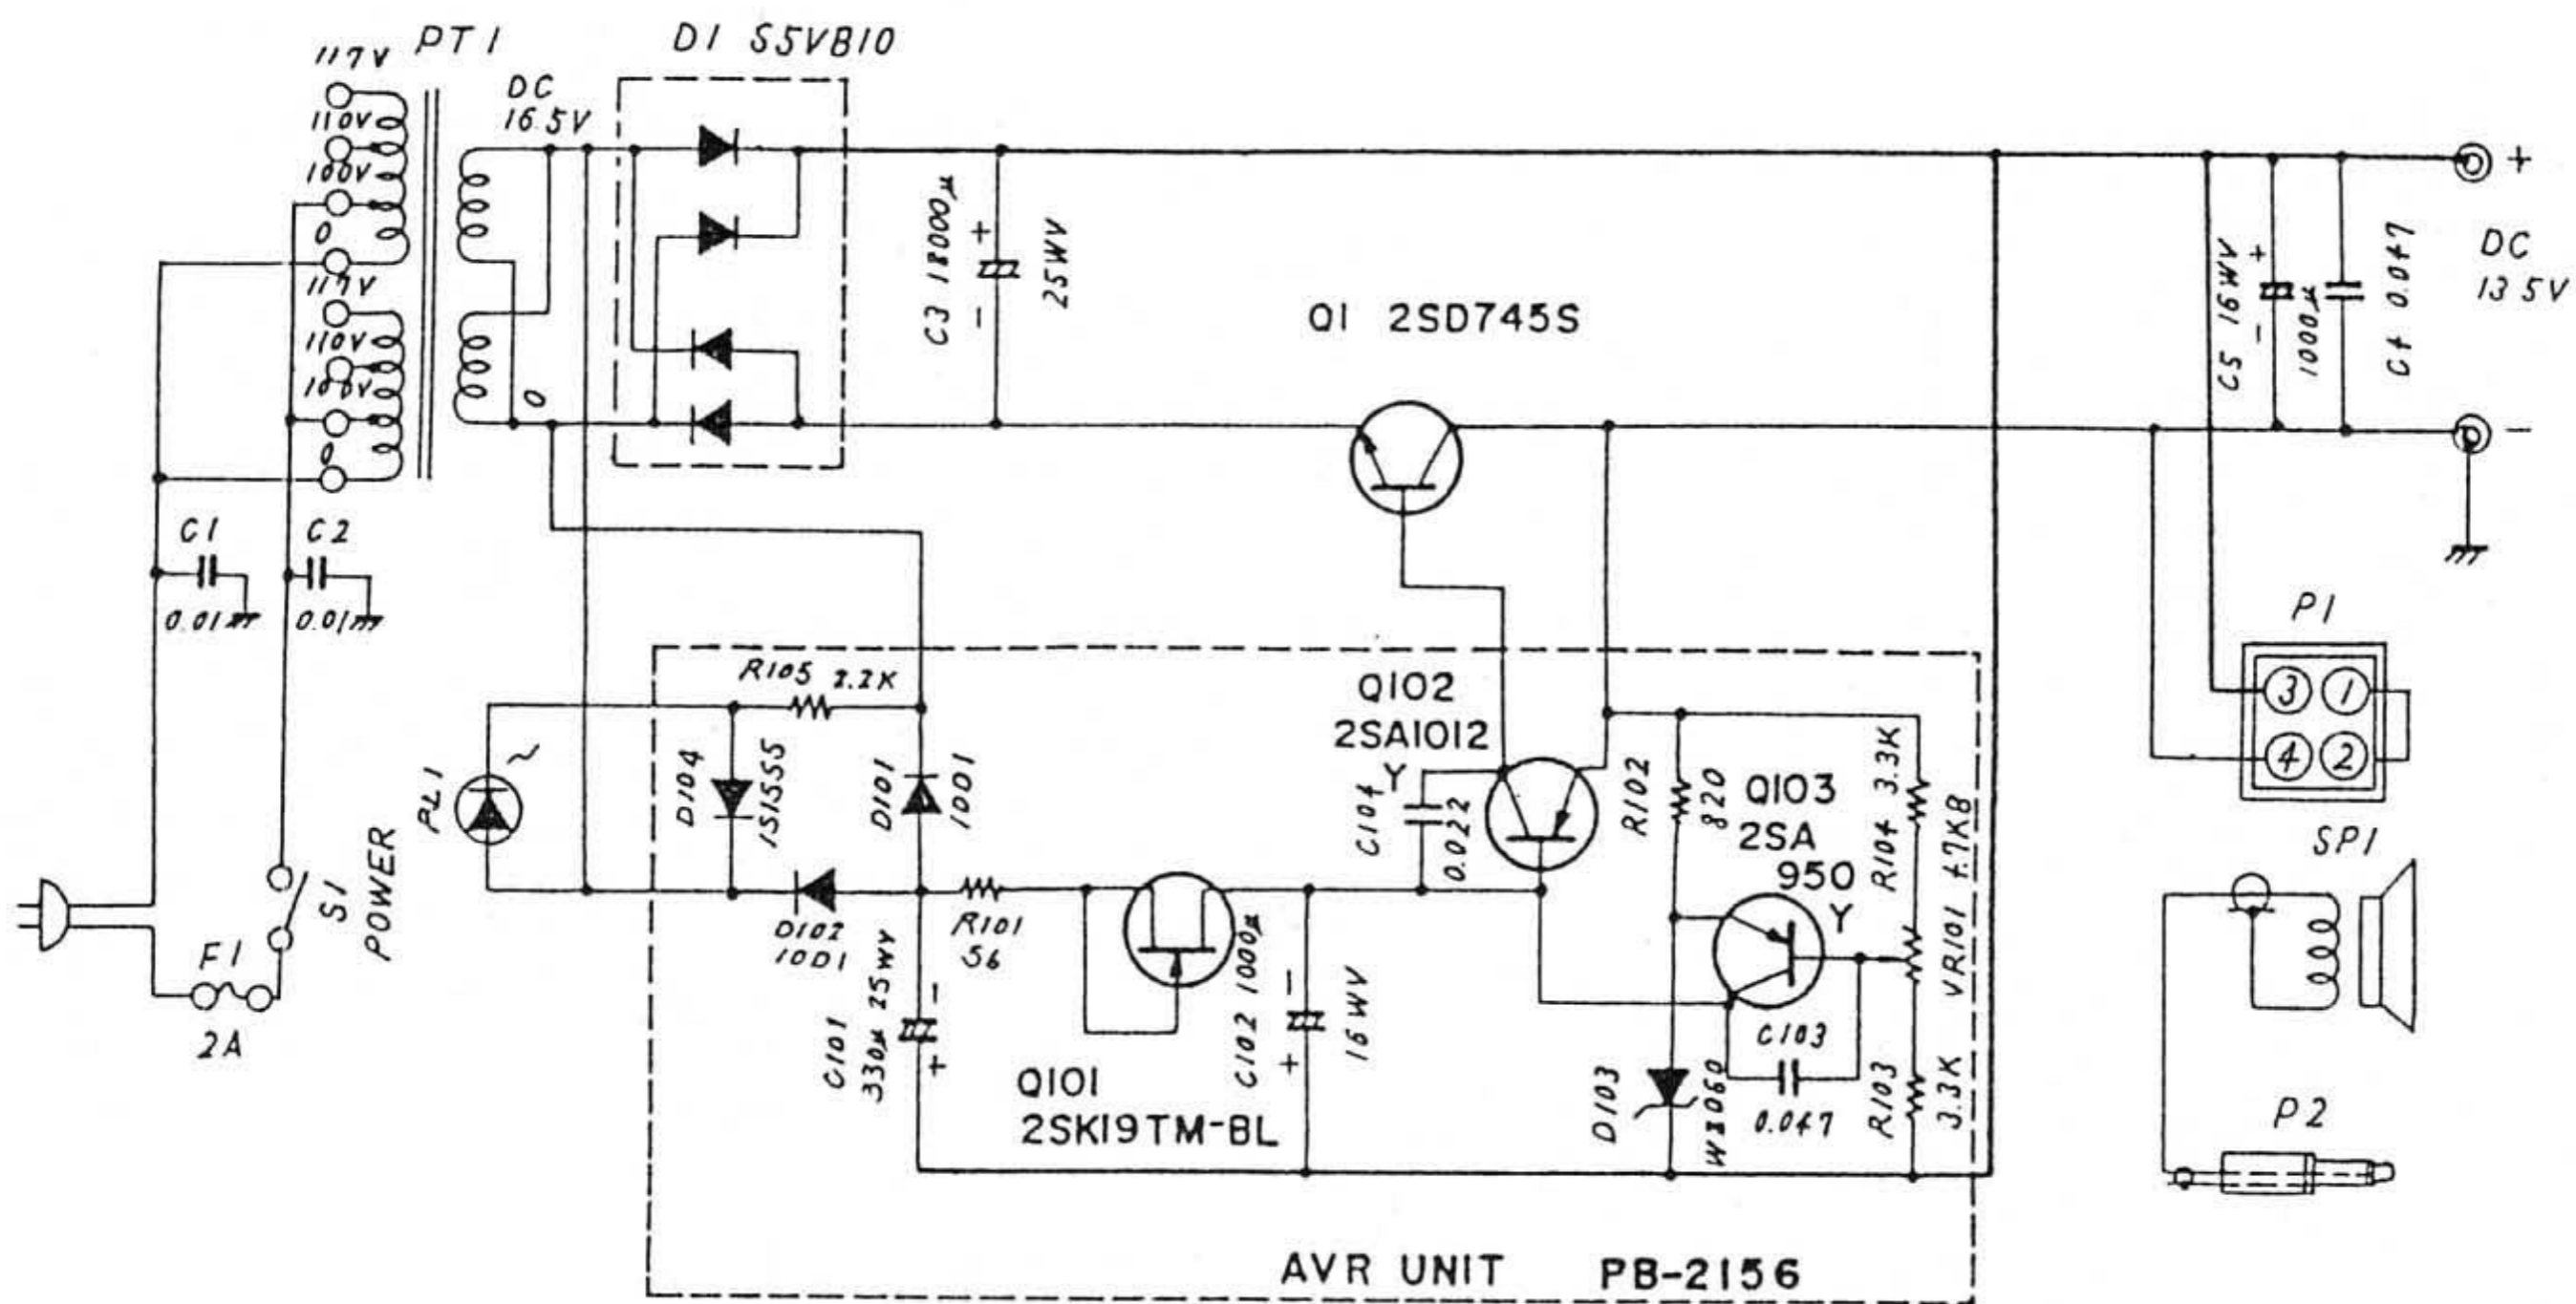 PT1
D1 S5VB10
117V
110V
100V
0
117V
110V
100V
0
DC
16.5V
0
C3 18000μ
25WV
+
-
Q1 2SD745S
C5 16WV
1000μ
+
-
C4 0.047
+
DC
13.5V
-
C1
0.01
C2
0.01
R105 2.2K
D104
1S1555
D101
10D1
PL1
~
S1
POWER
F1
2A
D102
10D1
R101
56
C101
330μ 25WV
-
+
Q101
2SK19TM-BL
C102 1000μ
16WV
-
+
Q102
2SA1012
Y
C104
0.022
R102
820
Q103
2SA
950
Y
R104 3.3K
VR101 4.7KB
R103
3.3K
C103
0.047
D103
P1
3 1
4 2
SP1
P2
AVR UNIT PB-2156